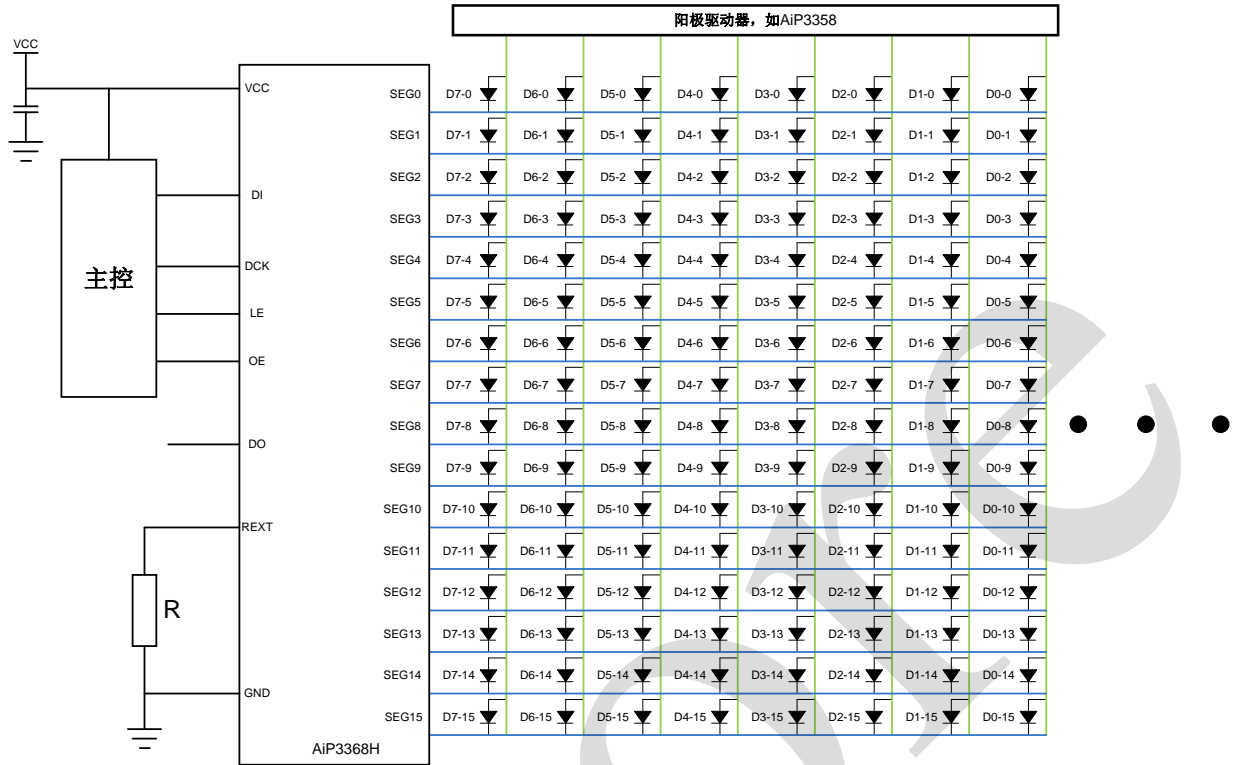 阳极驱动器，如AiP3358
VCC
VCC
SEG0 D7-0 D6-0 D5-0 D4-0 D3-0 D2-0 D1-0 D0-0
SEG1 D7-1 D6-1 D5-1 D4-1 D3-1 D2-1 D1-1 D0-1
SEG2 D7-2 D6-2 D5-2 D4-2 D3-2 D2-2 D1-2 D0-2
DI
SEG3 D7-3 D6-3 D5-3 D4-3 D3-3 D2-3 D1-3 D0-3
SEG4 D7-4 D6-4 D5-4 D4-4 D3-4 D2-4 D1-4 D0-4
主控
DCK
SEG5 D7-5 D6-5 D5-5 D4-5 D3-5 D2-5 D1-5 D0-5
LE
SEG6 D7-6 D6-6 D5-6 D4-6 D3-6 D2-6 D1-6 D0-6
OE
SEG7 D7-7 D6-7 D5-7 D4-7 D3-7 D2-7 D1-7 D0-7
SEG8 D7-8 D6-8 D5-8 D4-8 D3-8 D2-8 D1-8 D0-8
DO
SEG9 D7-9 D6-9 D5-9 D4-9 D3-9 D2-9 D1-9 D0-9
SEG10 D7-10 D6-10 D5-10 D4-10 D3-10 D2-10 D1-10 D0-10
REXT
SEG11 D7-11 D6-11 D5-11 D4-11 D3-11 D2-11 D1-11 D0-11
SEG12 D7-12 D6-12 D5-12 D4-12 D3-12 D2-12 D1-12 D0-12
R
SEG13 D7-13 D6-13 D5-13 D4-13 D3-13 D2-13 D1-13 D0-13
SEG14 D7-14 D6-14 D5-14 D4-14 D3-14 D2-14 D1-14 D0-14
GND
SEG15 D7-15 D6-15 D5-15 D4-15 D3-15 D2-15 D1-15 D0-15
AiP3368H